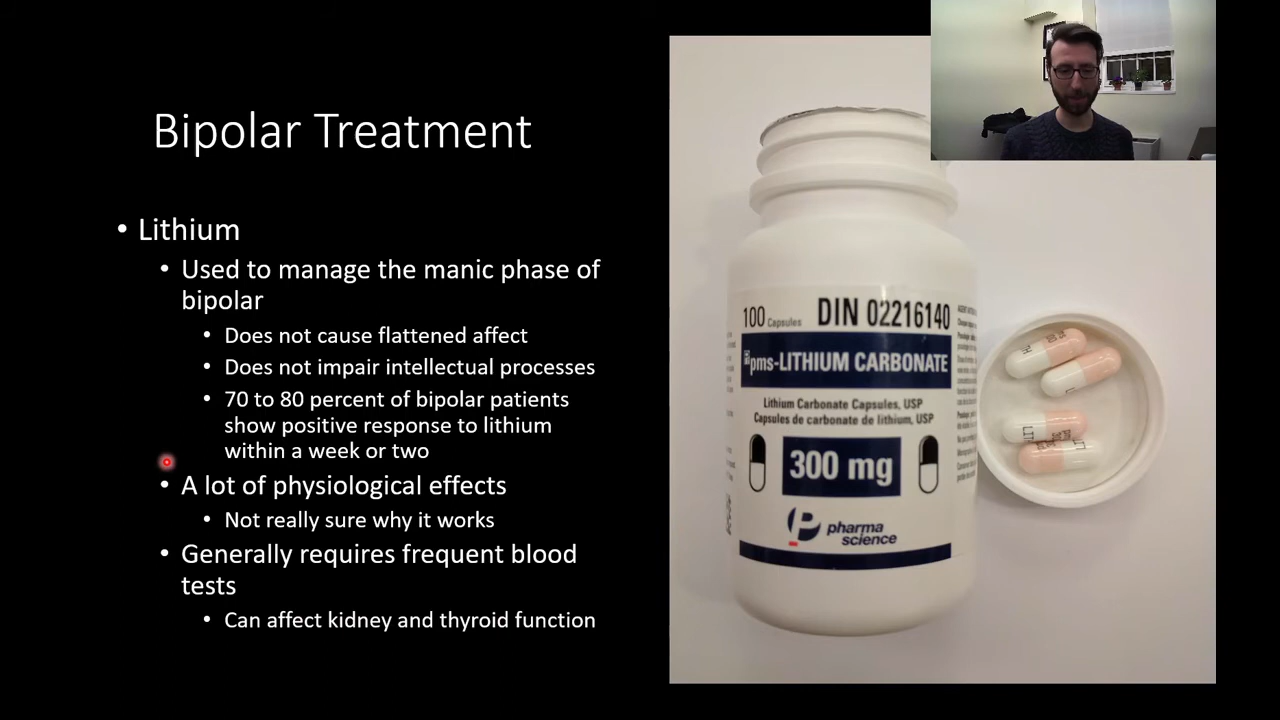 Bipolar Treatment
• Lithium
• Used to manage the manic phase of
bipolar
• Does not cause flattened affect
• Does not impair intellectual processes
• 70 to 80 percent of bipolar patients
show positive response to lithium
within a week or two
• A lot of physiological effects
• Not really sure why it works
• Generally requires frequent blood
tests
• Can affect kidney and thyroid function
100 Capsules DIN 02216140
pms-LITHIUM CARBONATE
Lithium Carbonate Capsules, USP
Capsules de carbonate de lithium, USP
300 mg
pharma
science